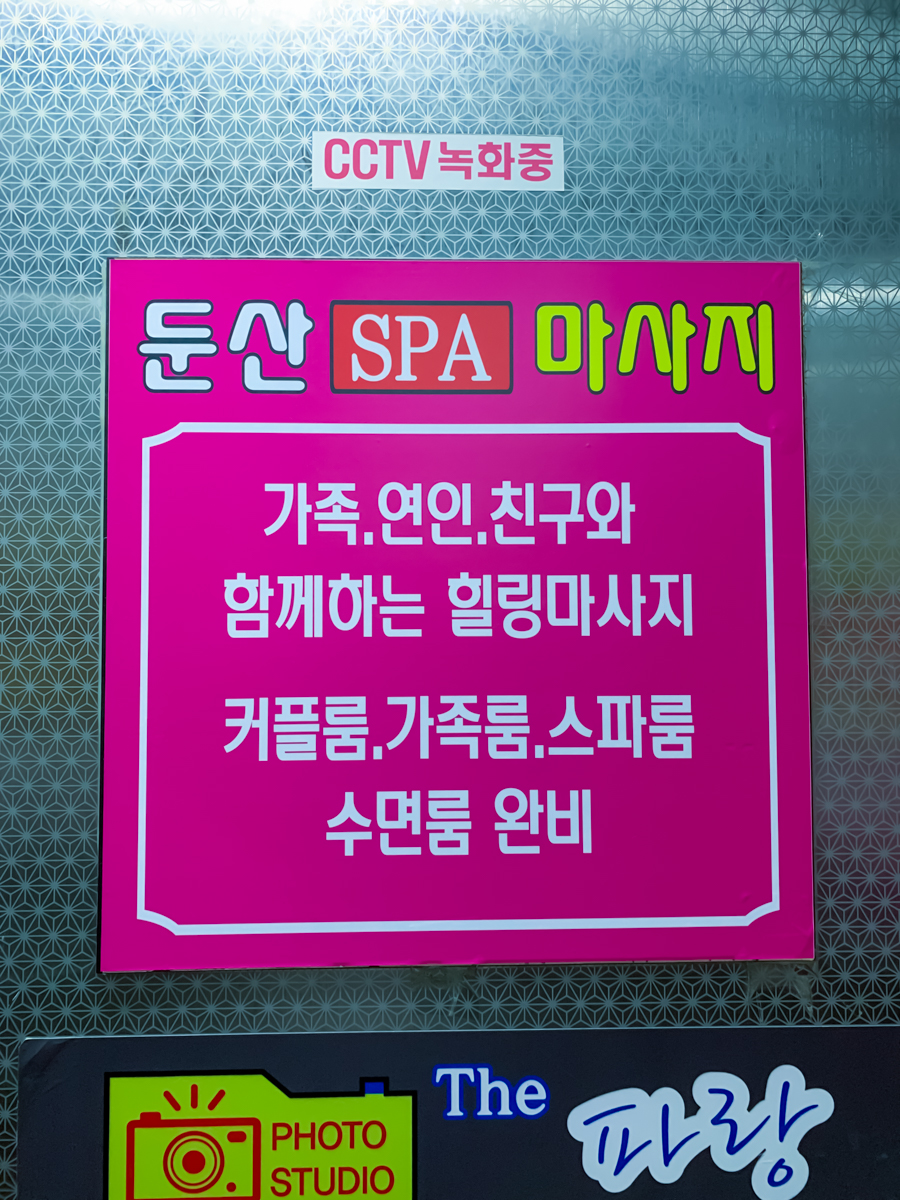 CCTV 녹화중
둔산 SPA 마사지
가족.연인.친구와
함께하는 힐링마사지
커플룸.가족룸.스파룸
수면룸 완비
The 파랑
PHOTO
STUDIO